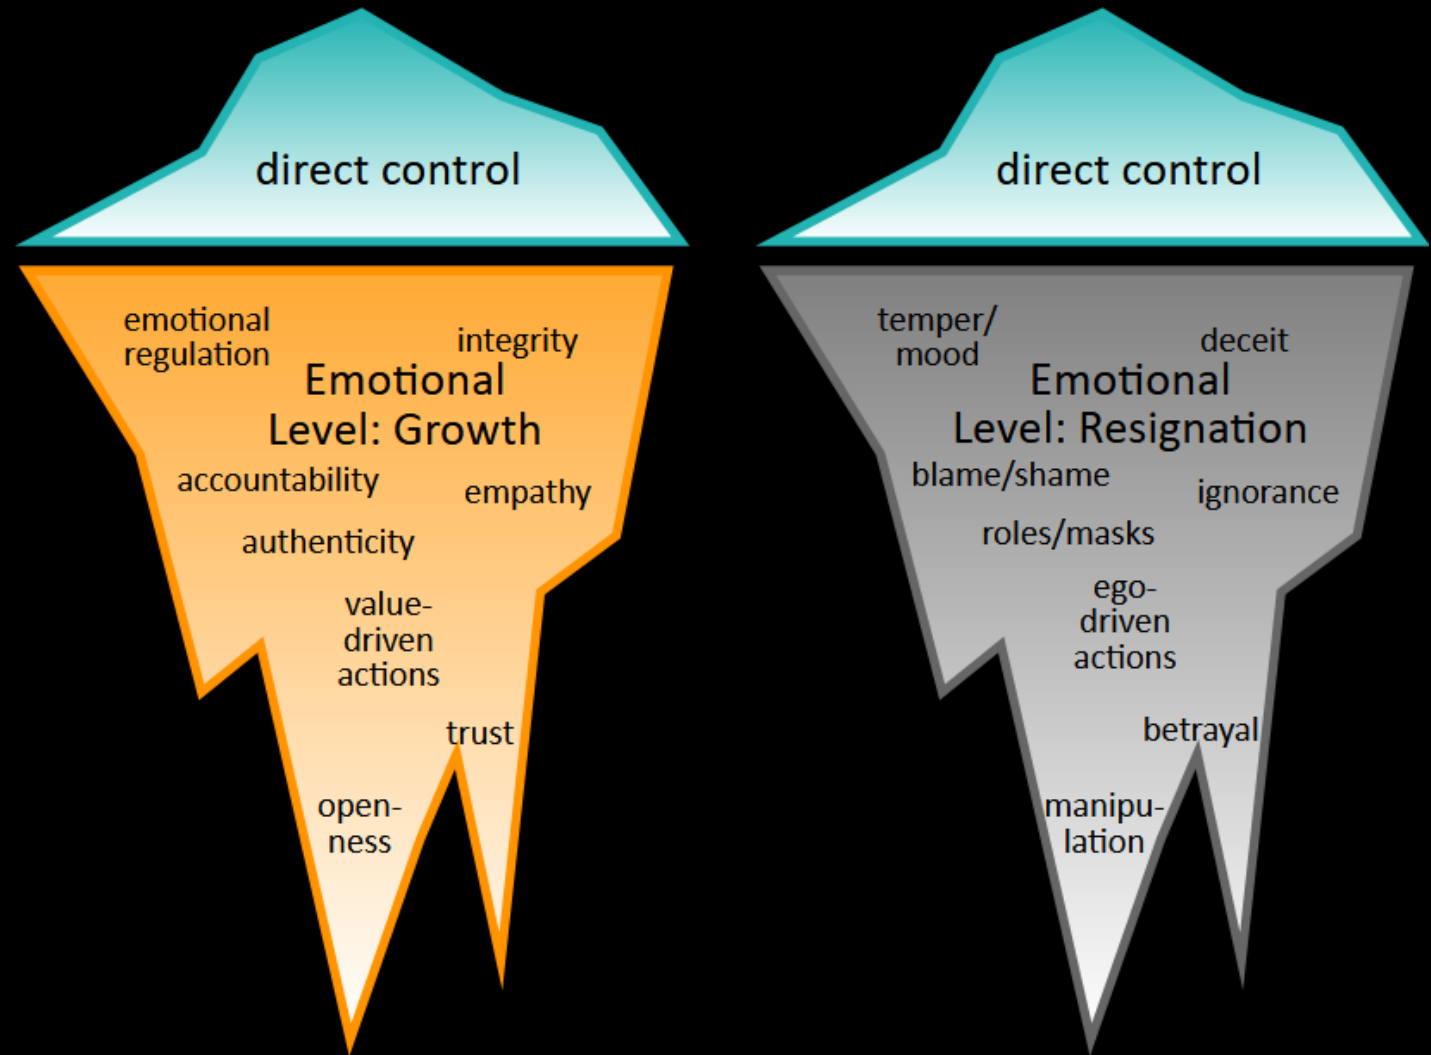 direct control
emotional
regulation
integrity
Emotional
Level: Growth
accountability
empathy
authenticity
value-
driven
actions
trust
open-
ness
direct control
temper/
mood
deceit
Emotional
Level: Resignation
blame/shame
ignorance
roles/masks
ego-
driven
actions
betrayal
manipu-
lation